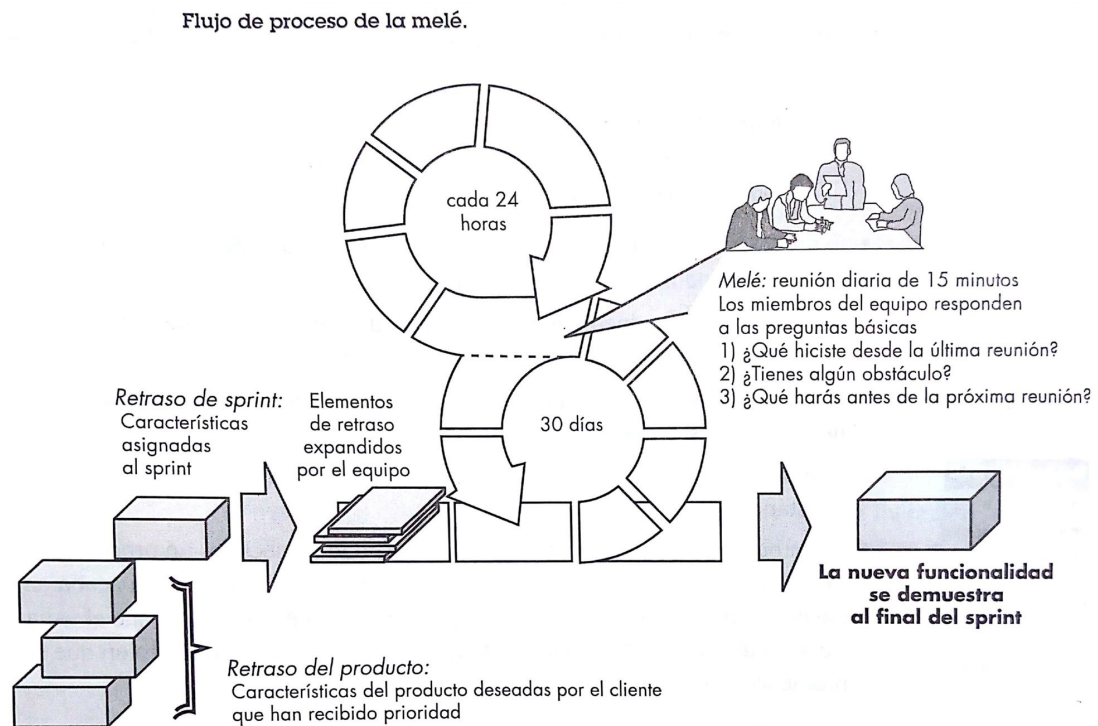 Flujo de proceso de la melé.
cada 24
horas
Melé: reunión diaria de 15 minutos
Los miembros del equipo responden
a las preguntas básicas
1) ¿Qué hiciste desde la última reunión?
2) ¿Tienes algún obstáculo?
3) ¿Qué harás antes de la próxima reunión?
30 días
Retraso de sprint:
Características
asignadas
al sprint
Elementos
de retraso
expandidos
por el equipo
La nueva funcionalidad
se demuestra
al final del sprint
Retraso del producto:
Características del producto deseadas por el cliente
que han recibido prioridad